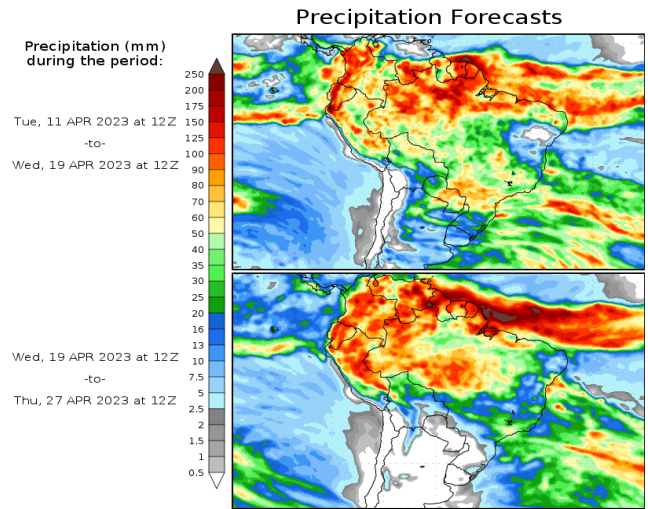 Precipitation Forecasts
Precipitation (mm)
during the period:
Tue, 11 APR 2023 at 12Z
-to-
Wed, 19 APR 2023 at 12Z
Wed, 19 APR 2023 at 12Z
-to-
Thu, 27 APR 2023 at 12Z
250
200
175
150
125
100
90
80
70
60
50
40
35
30
25
20
16
13
10
7.5
5
2.5
2
1.5
1
0.5